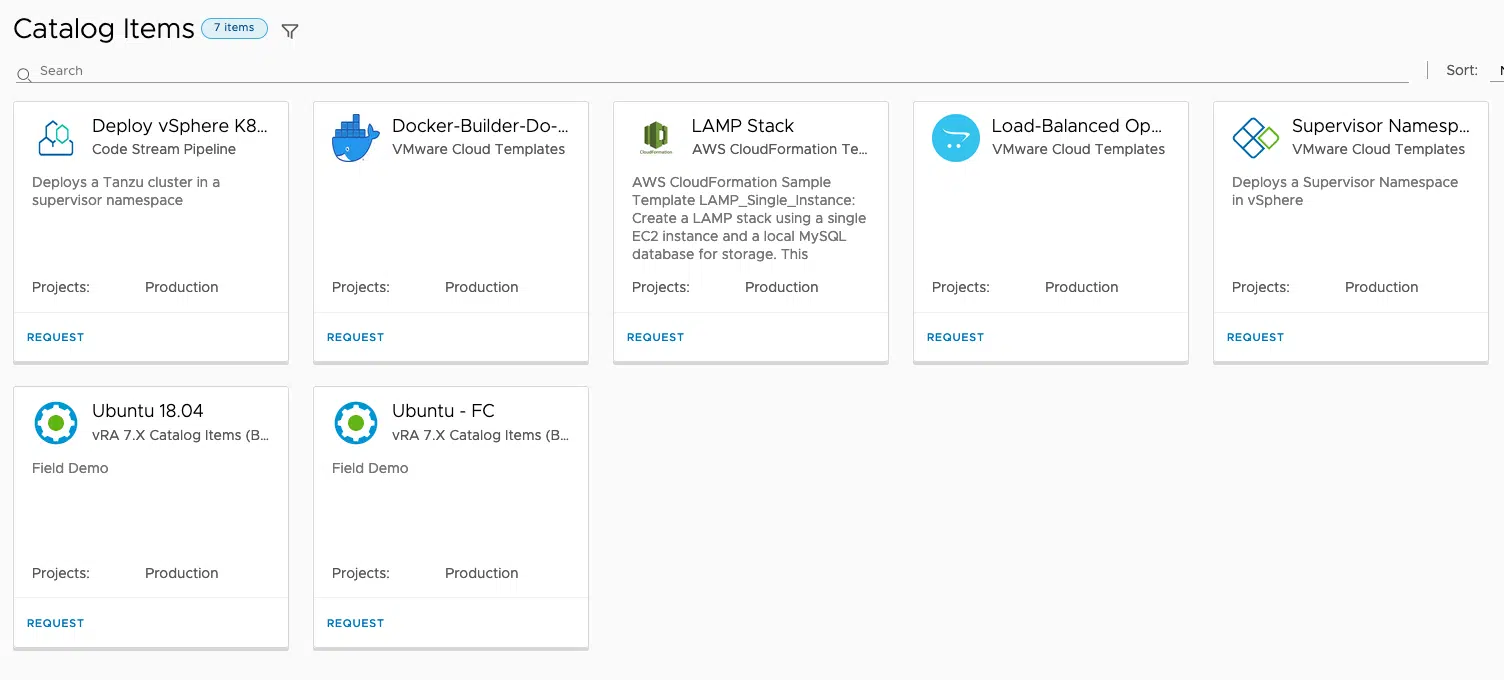 Catalog Items 7 items
Search
Sort:
Deploy vSphere K8...
Code Stream Pipeline
Deploys a Tanzu cluster in a
supervisor namespace
Projects: Production
REQUEST
Docker-Builder-Do-...
VMware Cloud Templates
Projects: Production
REQUEST
CloudFormation
LAMP Stack
AWS CloudFormation Te...
AWS CloudFormation Sample
Template LAMP_Single_Instance:
Create a LAMP stack using a single
EC2 instance and a local MySQL
database for storage. This
Projects: Production
REQUEST
Load-Balanced Op...
VMware Cloud Templates
Projects: Production
REQUEST
Supervisor Namesp...
VMware Cloud Templates
Deploys a Supervisor Namespace
in vSphere
Projects: Production
REQUEST
Ubuntu 18.04
vRA 7.X Catalog Items (B...
Field Demo
Projects: Production
REQUEST
Ubuntu - FC
vRA 7.X Catalog Items (B...
Field Demo
Projects: Production
REQUEST